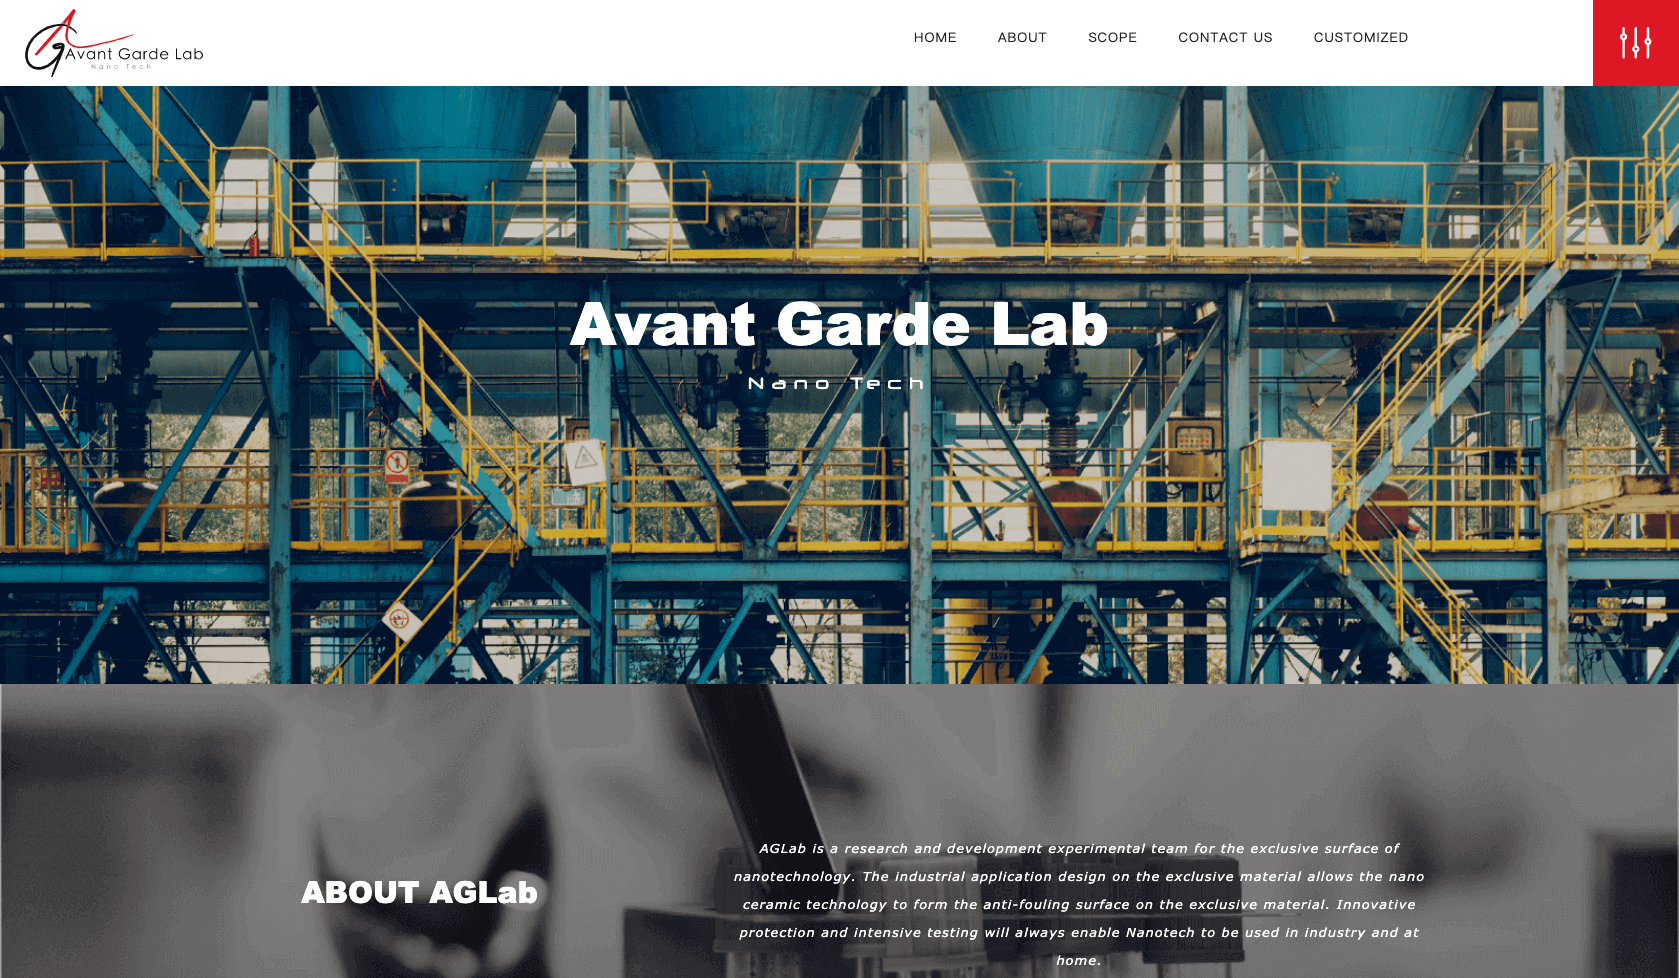 Avant Garde Lab
Nano Tech
HOME ABOUT SCOPE CONTACT US CUSTOMIZED
Avant Garde Lab
Nano Tech
ABOUT AGLab
AGLab is a research and development experimental team for the exclusive surface of
nanotechnology. The industrial application design on the exclusive material allows the nano
ceramic technology to form the anti-fouling surface on the exclusive material. Innovative
protection and intensive testing will always enable Nanotech to be used in industry and at
home.